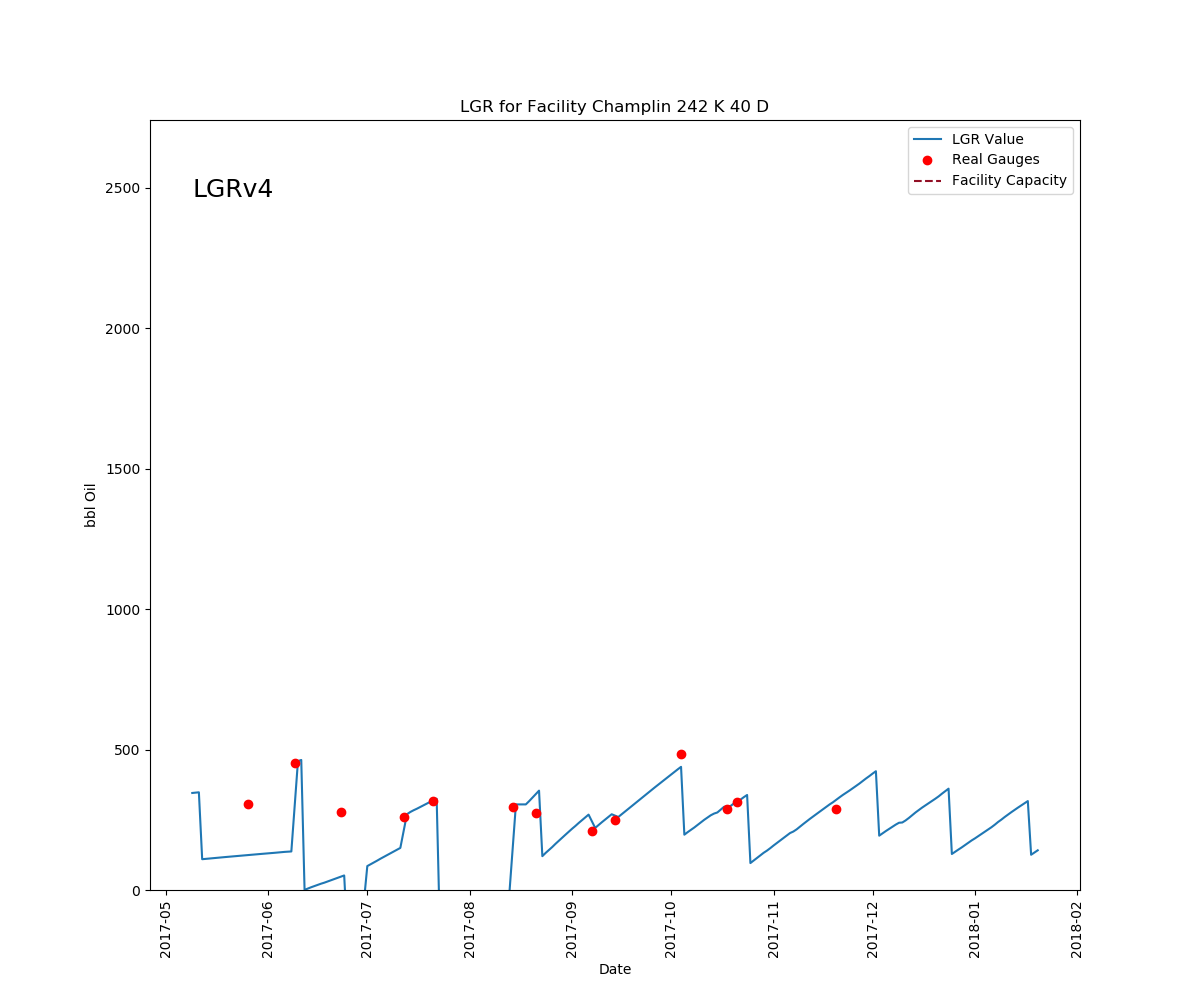 LGR for Facility Champlin 242 K 40 D
LGRv4
LGR Value
Real Gauges
Facility Capacity
2500
2000
1500
1000
500
0
bbl Oil
2017-05
2017-06
2017-07
2017-08
2017-09
2017-10
2017-11
2017-12
2018-01
2018-02
Date